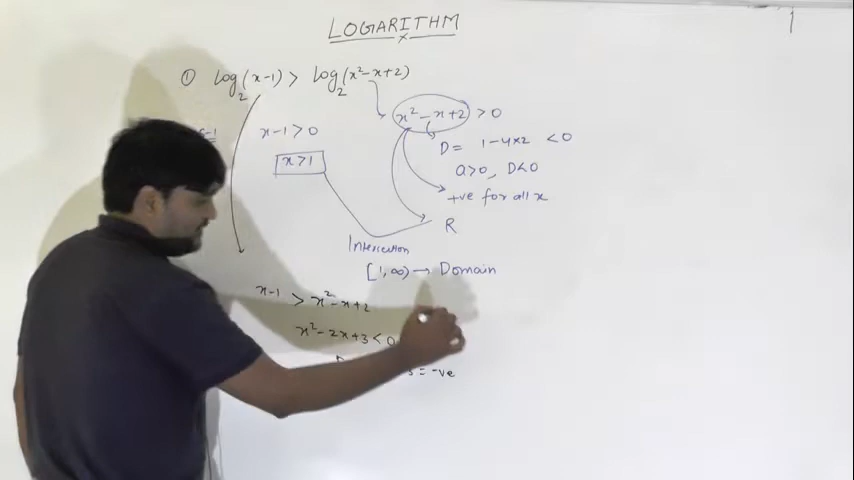 LOGARITHM
① log₂(x-1) > log₂(x²-x+2)
x²-x+2 > 0
x-1>0
D = 1-4×2 <0
x>1
a>0, D<0
+ve for all x
R
Intersection
[1,∞) → Domain
x-1 > x²-x+2
x²-2x+3<0
= -ve